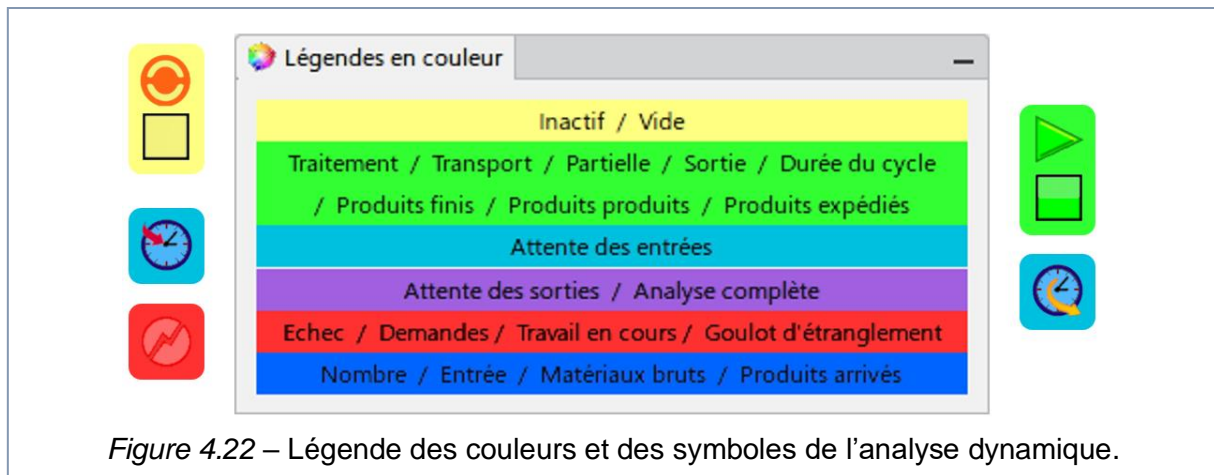 Légendes en couleur
Inactif / Vide
Traitement / Transport / Partielle / Sortie / Durée du cycle
/ Produits finis / Produits produits / Produits expédiés
Attente des entrées
Attente des sorties / Analyse complète
Echec / Demandes / Travail en cours / Goulot d'étranglement
Nombre / Entrée / Matériaux bruts / Produits arrivés
Figure 4.22 – Légende des couleurs et des symboles de l’analyse dynamique.